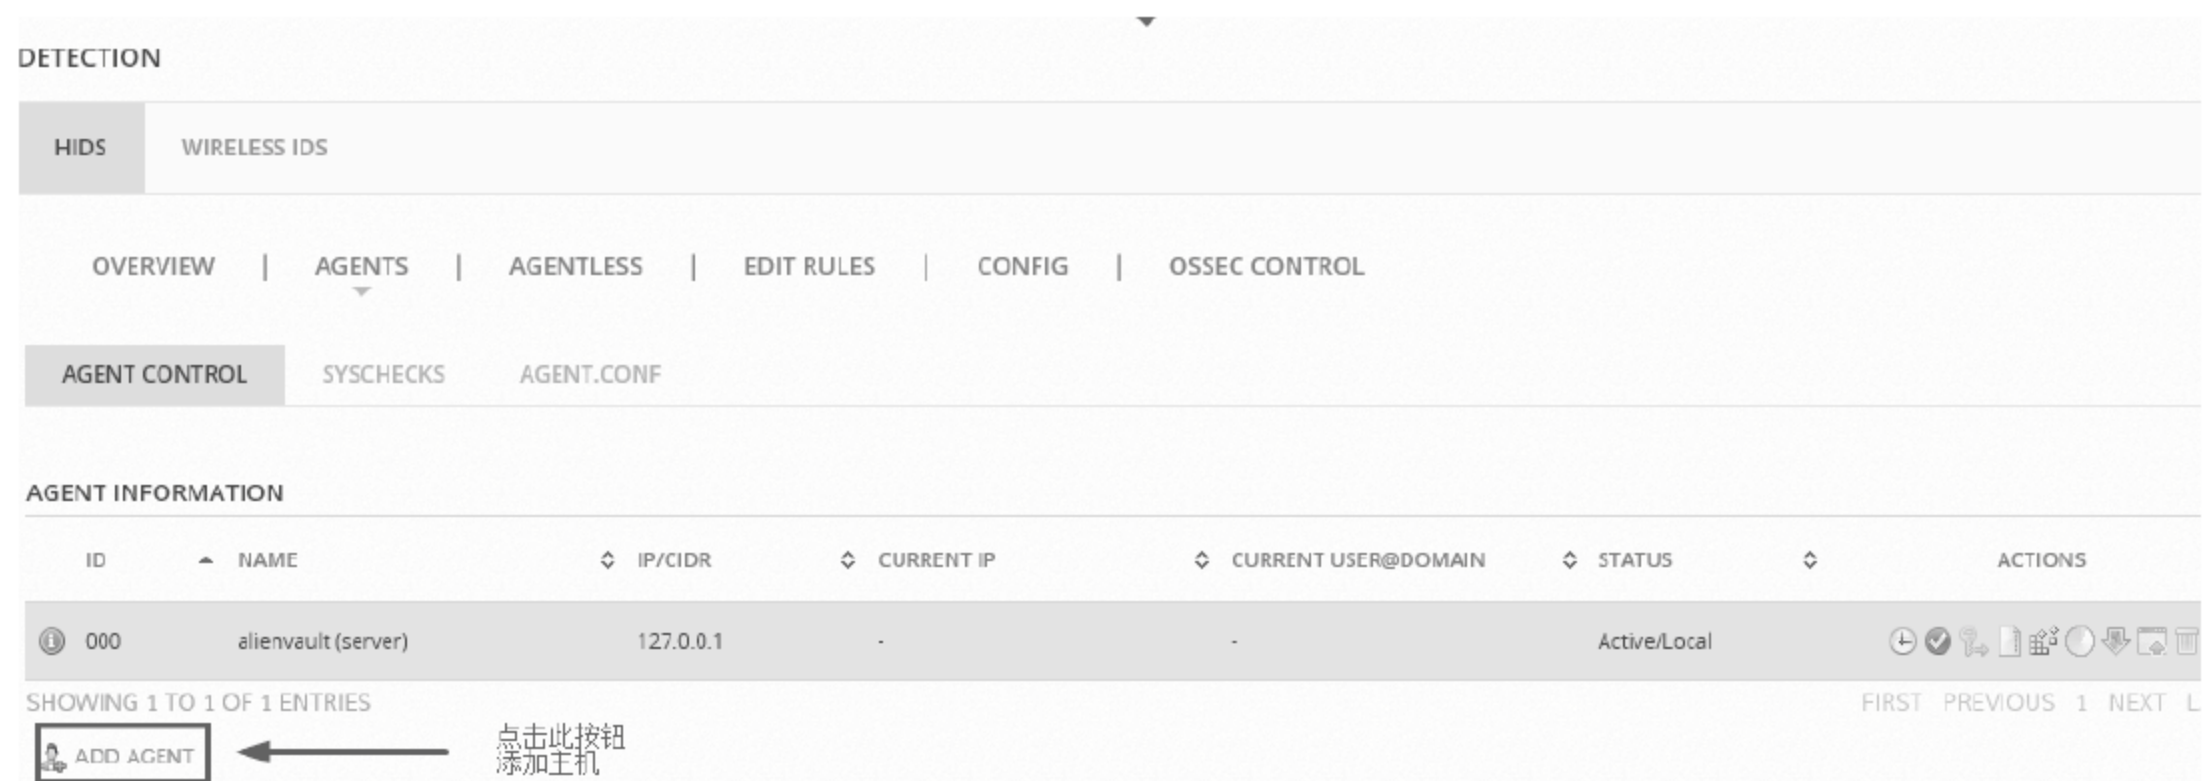 DETECTION
HIDS WIRELESS IDS
OVERVIEW | AGENTS | AGENTLESS | EDIT RULES | CONFIG | OSSEC CONTROL
AGENT CONTROL SYSCHECKS AGENT.CONF
AGENT INFORMATION
ID NAME IP/CIDR CURRENT IP CURRENT USER@DOMAIN STATUS ACTIONS
000 alienvault (server) 127.0.0.1 - - Active/Local
SHOWING 1 TO 1 OF 1 ENTRIES FIRST PREVIOUS 1 NEXT L
ADD AGENT
点击此按钮
添加主机